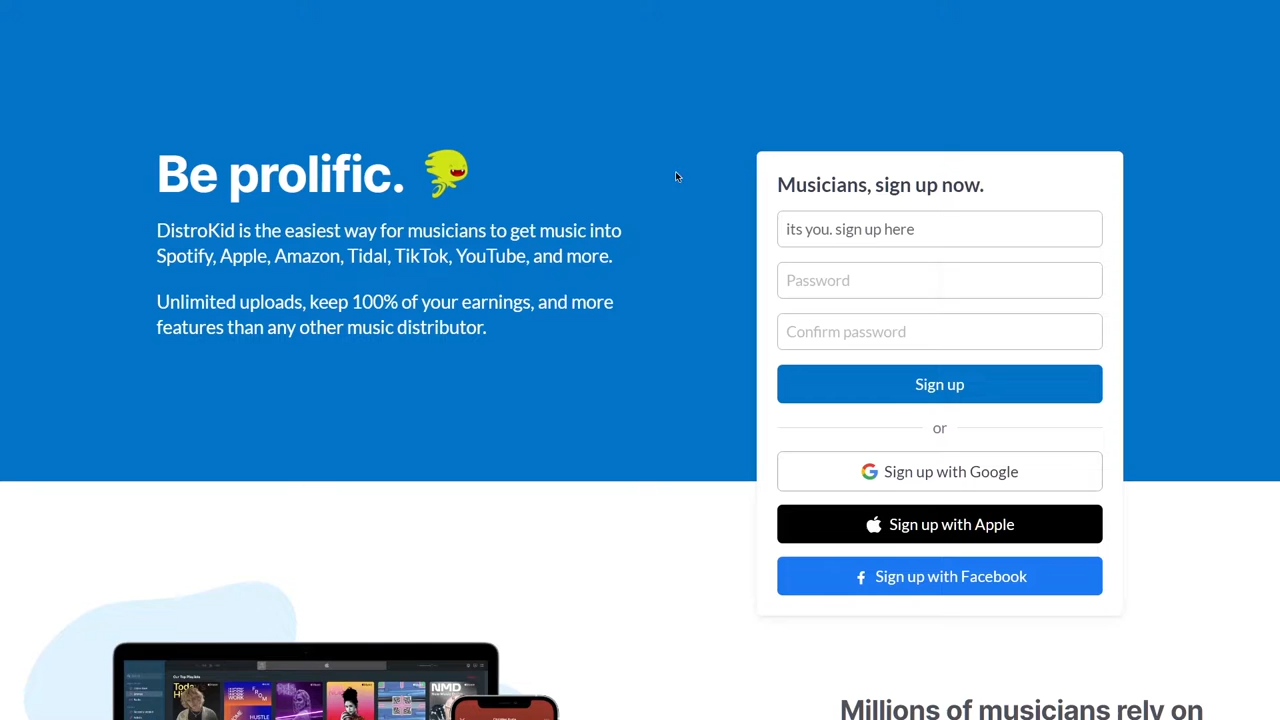 Be prolific.
DistroKid is the easiest way for musicians to get music into
Spotify, Apple, Amazon, Tidal, TikTok, YouTube, and more.
Unlimited uploads, keep 100% of your earnings, and more
features than any other music distributor.
Musicians, sign up now.
its you. sign up here
Password
Confirm password
Sign up
or
Sign up with Google
Sign up with Apple
Sign up with Facebook
NMD
HUSTLE
Millions of musicians rely on